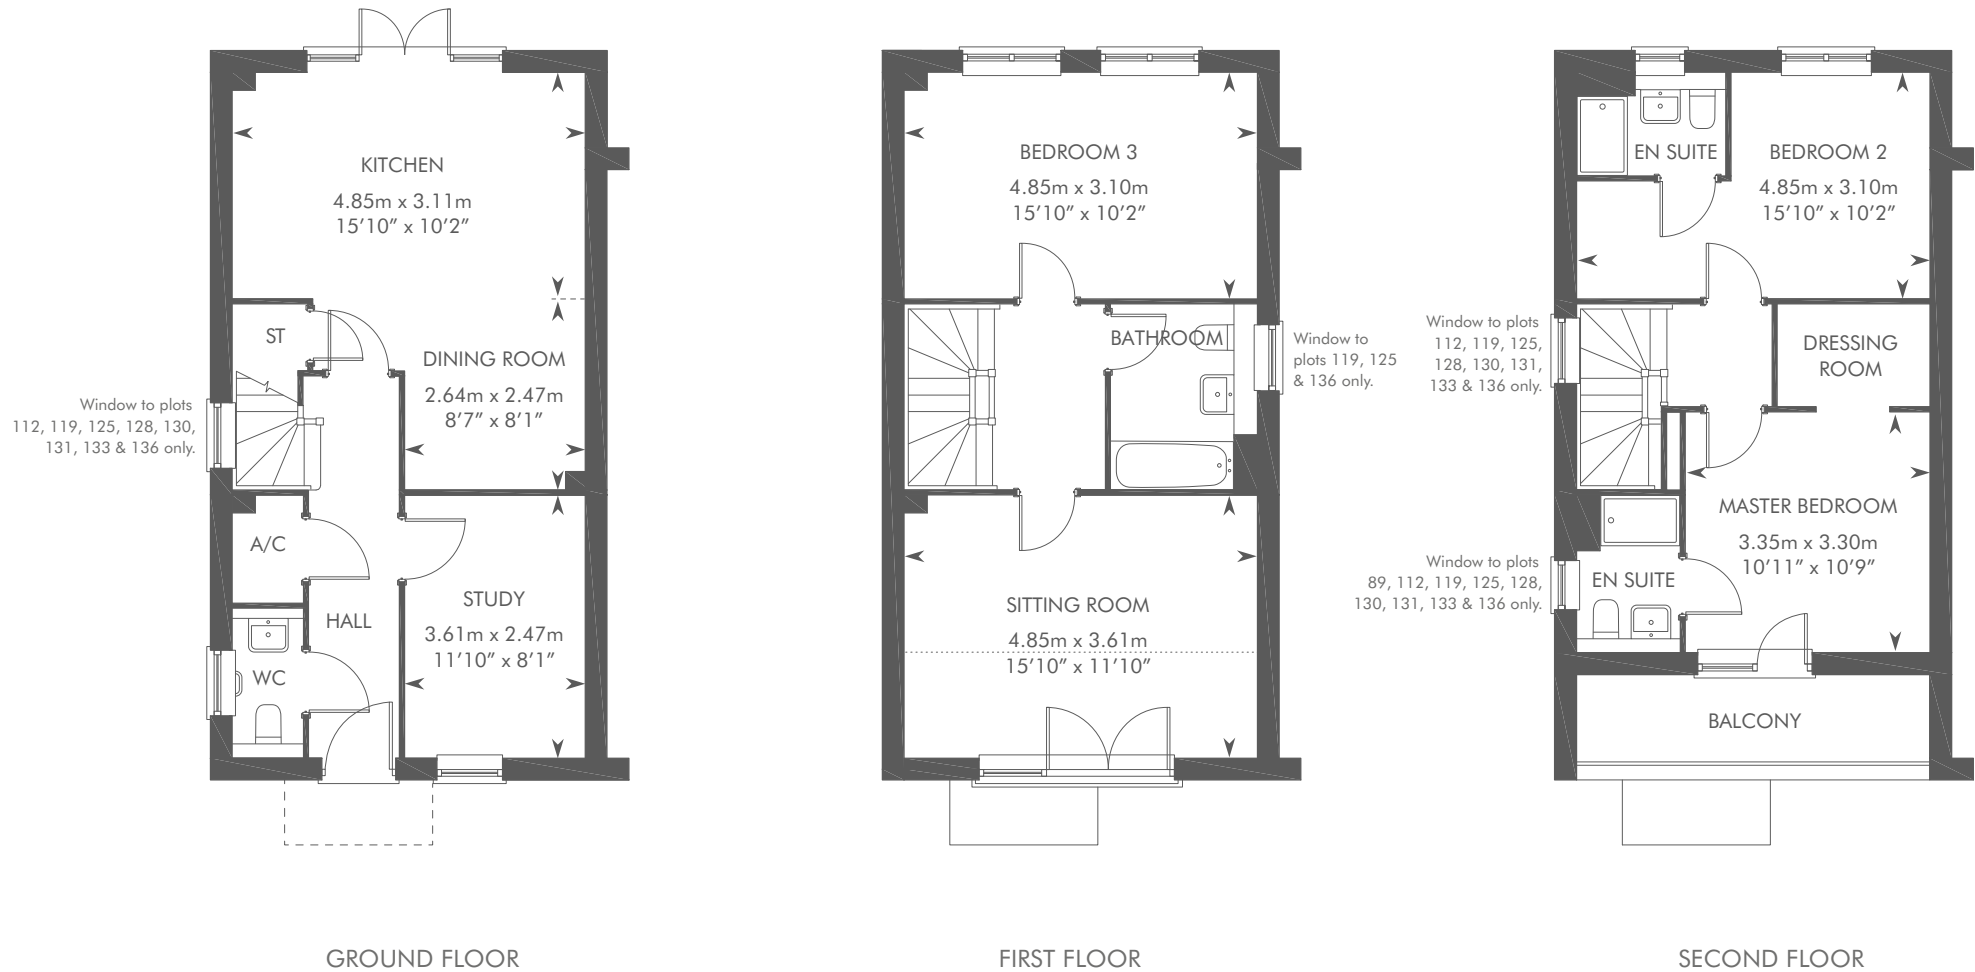 KITCHEN
4.85m x 3.11m
15’10” x 10’2”
ST
DINING ROOM
2.64m x 2.47m
8’7” x 8’1”
Window to plots
112, 119, 125, 128, 130,
131, 133 & 136 only.
A/C
HALL
STUDY
3.61m x 2.47m
11’10” x 8’1”
WC
GROUND FLOOR
BEDROOM 3
4.85m x 3.10m
15’10” x 10’2”
BATHROOM
Window to
plots 119, 125
& 136 only.
SITTING ROOM
4.85m x 3.61m
15’10” x 11’10”
FIRST FLOOR
EN SUITE
BEDROOM 2
4.85m x 3.10m
15’10” x 10’2”
Window to plots
112, 119, 125,
128, 130, 131,
133 & 136 only.
DRESSING
ROOM
MASTER BEDROOM
3.35m x 3.30m
10’11” x 10’9”
Window to plots
89, 112, 119, 125, 128,
130, 131, 133 & 136 only.
EN SUITE
BALCONY
SECOND FLOOR